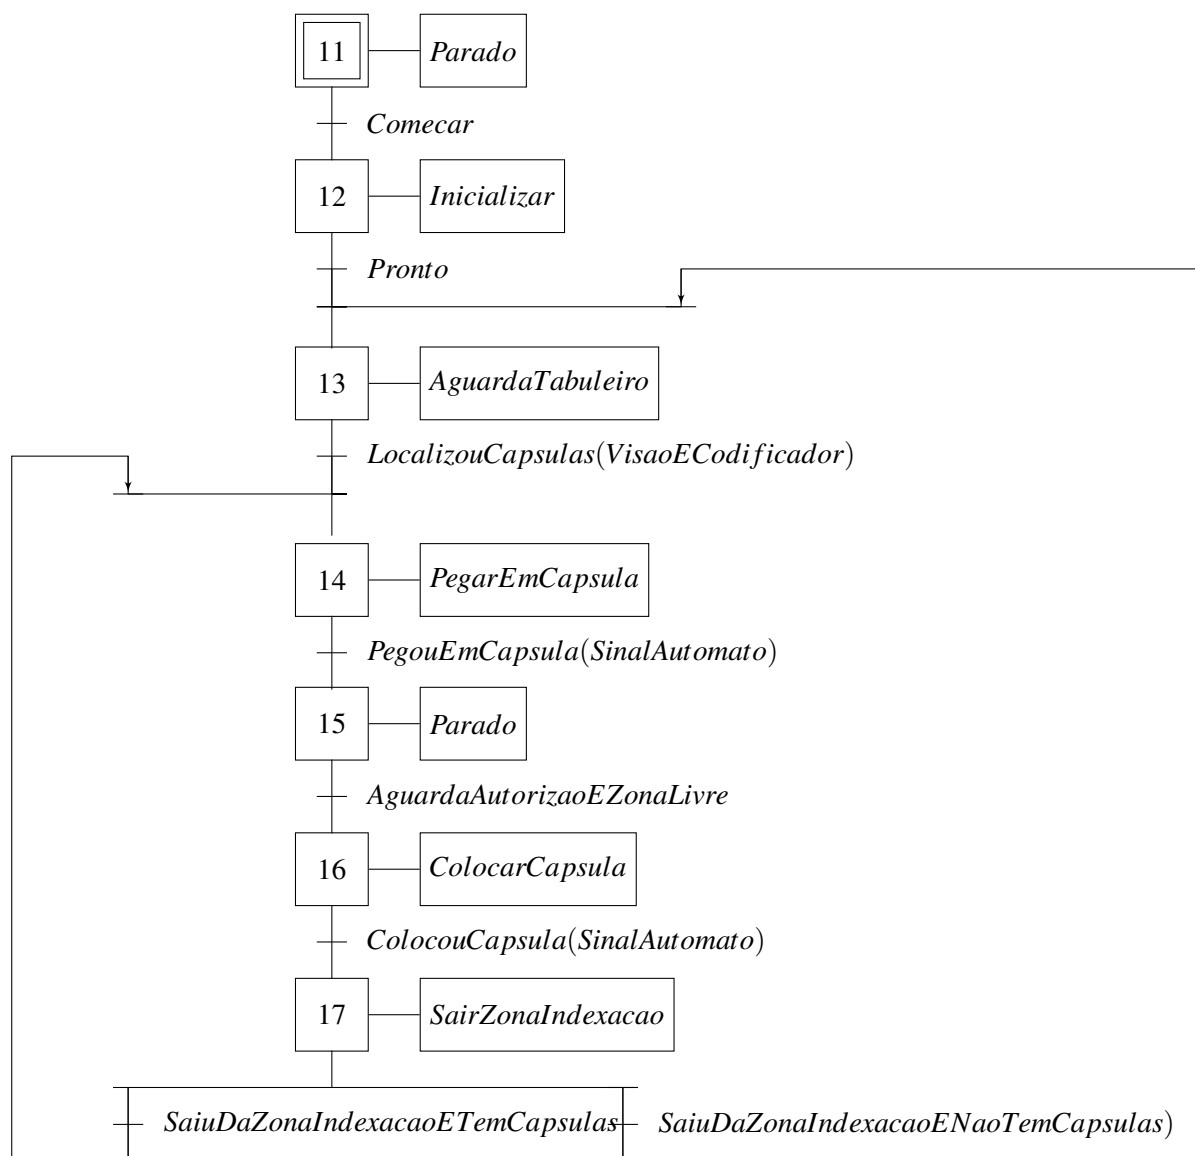 11 Parado
Comecar
12 Inicializar
Pronto
13 AguardaTabuleiro
LocalizouCapsulas(VisaoECodificador)
14 PegarEmCapsula
PegouEmCapsula(SinalAutomato)
15 Parado
AguardaAutorizaoEZonaLivre
16 ColocarCapsula
ColocouCapsula(SinalAutomato)
17 SairZonaIndexacao
SaiuDaZonaIndexacaoETemCapsulas SaiuDaZonaIndexacaoENaoTemCapsulas)